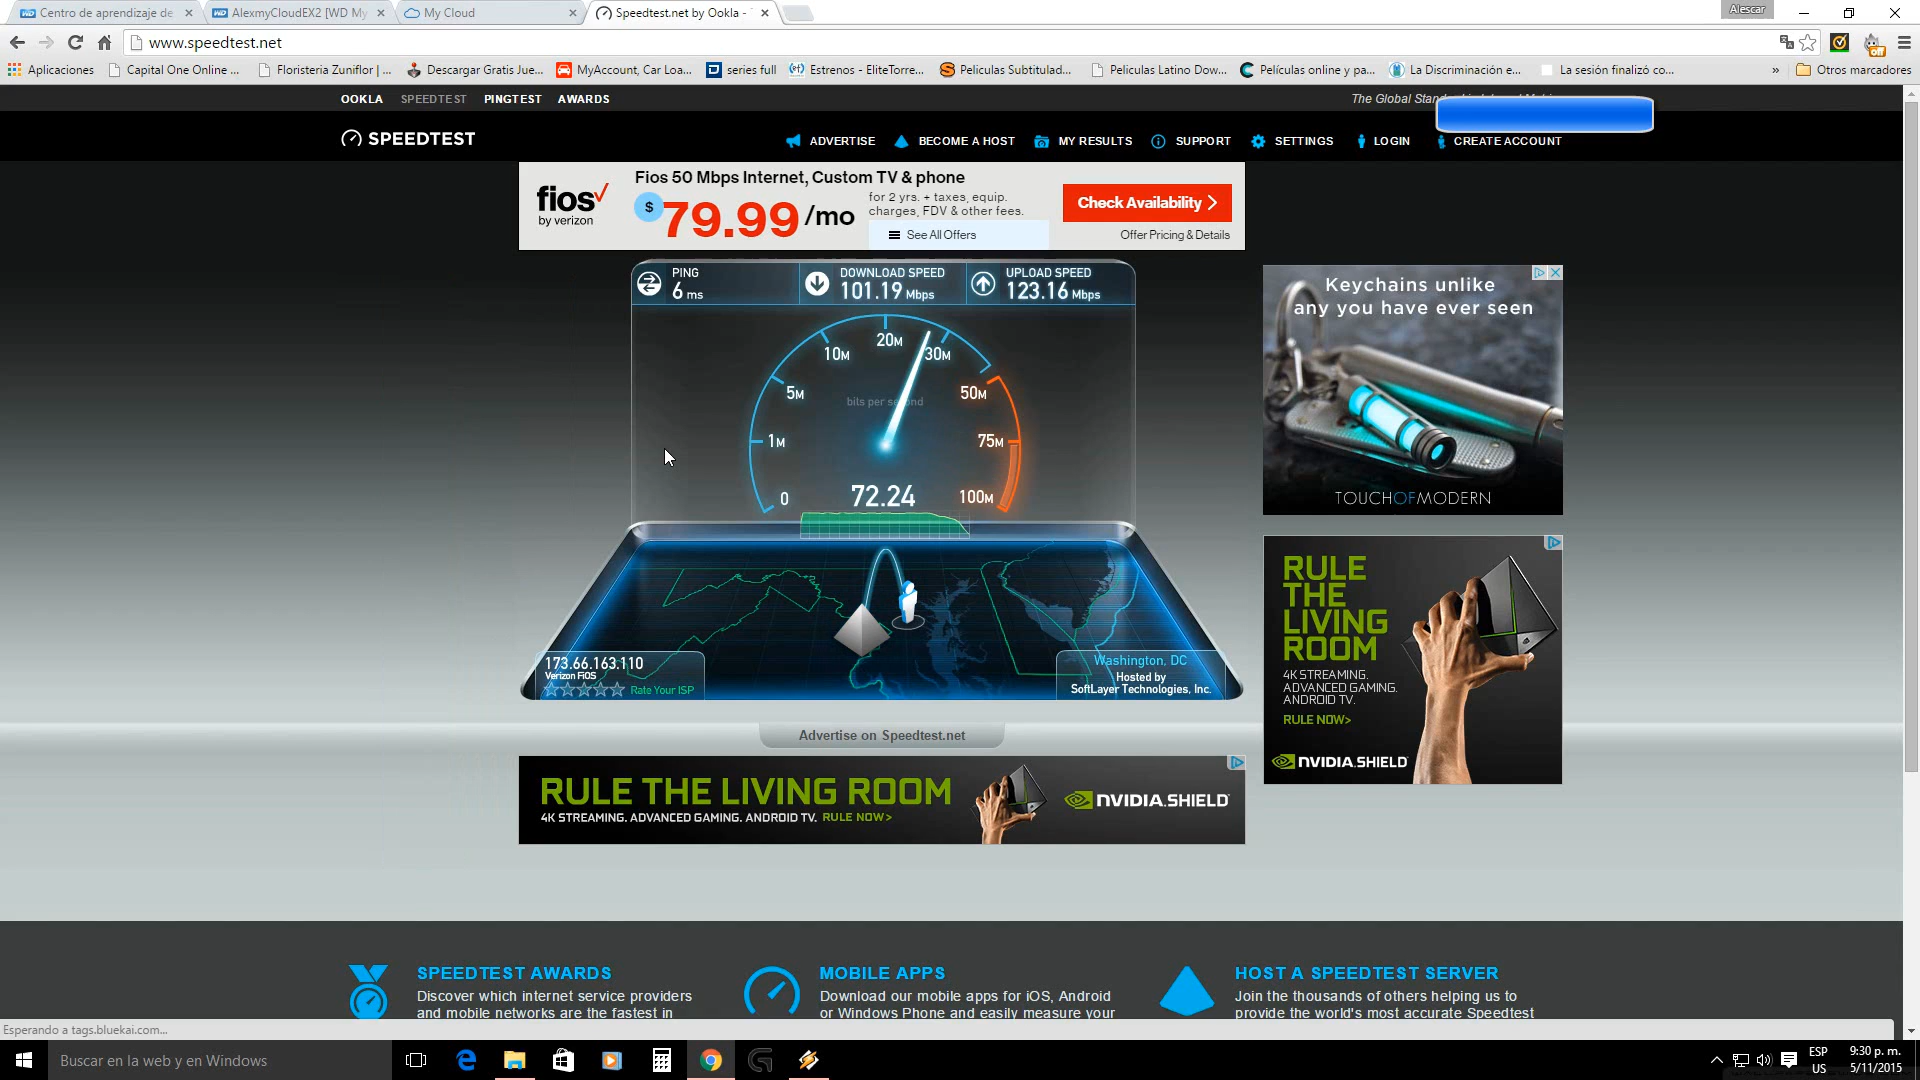 Centro de aprendizaje de
AlexmyCloudEX2 [WD My
My Cloud
Speedtest.net by Ookla -
Alescar
www.speedtest.net
Aplicaciones
Capital One Online ...
Floristeria Zuniflor | ...
Descargar Gratis Jue...
MyAccount, Car Loa...
series full
Estrenos - EliteTorre...
Peliculas Subtitulad...
Peliculas Latino Dow...
Películas online y pa...
La Discriminación e...
La sesión finalizó co...
»
Otros marcadores
OOKLA
SPEEDTEST
PINGTEST
AWARDS
The Global
SPEEDTEST
ADVERTISE
BECOME A HOST
MY RESULTS
SUPPORT
SETTINGS
LOGIN
CREATE ACCOUNT
fios
by verizon
Fios 50 Mbps Internet, Custom TV & phone
$79.99/mo
for 2 yrs. + taxes, equip.
charges, FDV & other fees.
See All Offers
Check Availability
Offer Pricing & Details
PING
6 ms
DOWNLOAD SPEED
101.19 Mbps
UPLOAD SPEED
123.16 Mbps
0
1M
5M
10M
20M
30M
50M
75M
100M
bits per second
72.24
173.66.163.110
Verizon FiOS
Rate Your ISP
Washington, DC
Hosted by
SoftLayer Technologies, Inc.
Advertise on Speedtest.net
Keychains unlike
any you have ever seen
TOUCHOFMODERN
RULE
THE
LIVING
ROOM
4K STREAMING.
ADVANCED GAMING.
ANDROID TV.
RULE NOW>
NVIDIA.SHIELD
RULE THE LIVING ROOM
4K STREAMING. ADVANCED GAMING. ANDROID TV. RULE NOW>
NVIDIA.SHIELD
SPEEDTEST AWARDS
Discover which internet service providers
and mobile networks are the fastest in
MOBILE APPS
Download our mobile apps for iOS, Android
or Windows Phone and easily measure your
HOST A SPEEDTEST SERVER
Join the thousands of others helping us to
provide the world's most accurate Speedtest
Esperando a tags.bluekai.com...
Buscar en la web y en Windows
ESP
US
9:30 p. m.
5/11/2015